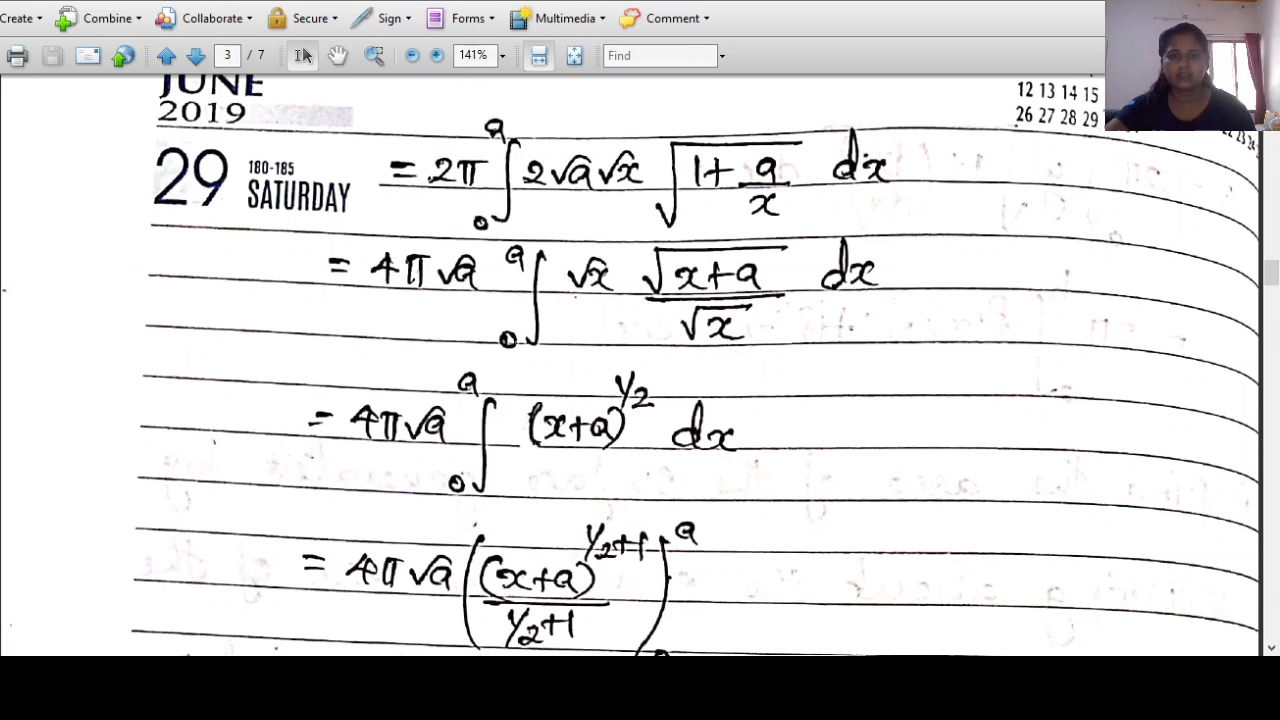 Create Combine Collaborate Secure Sign Forms Multimedia Comment
3 / 7 141% Find
JUNE
2019
12 13 14 15
26 27 28 29
29 180-185 SATURDAY
= 2π ∫₀ᵃ 2√a √x √(1 + a/x) dx
= 4π√a ∫₀ᵃ √x √(x+a)/√x dx
= 4π√a ∫₀ᵃ (x+a)^(1/2) dx
= 4π√a ((x+a)^(1/2+1) / (1/2+1))₀ᵃ